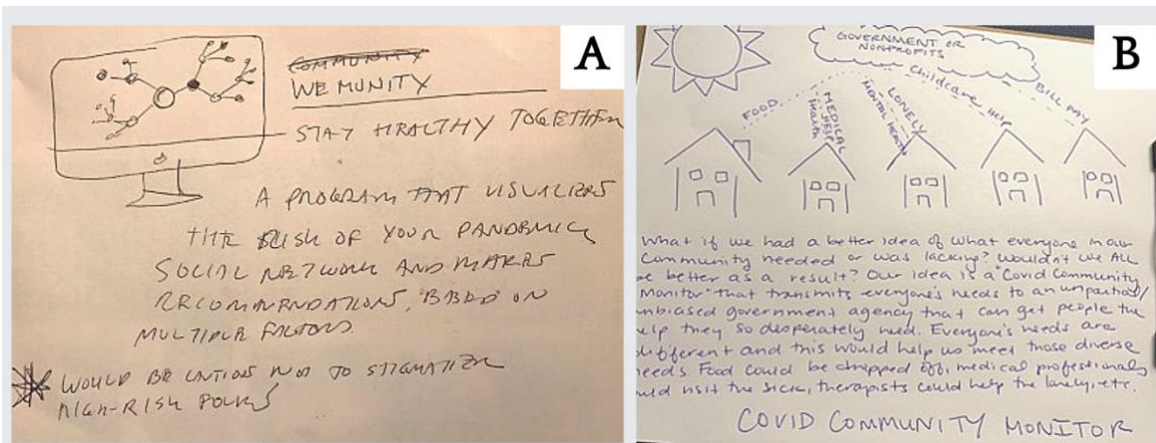 A
COMMUNITY
WE MUNITY
STAY HEALTHY TOGETHER
A PROGRAM THAT VISUALIZES
THE RISK OF YOUR PANDEMIC
SOCIAL NETWORK AND MAKES
RECOMMENDATIONS, BASED ON
MULTIPLE FACTORS
WOULD BE CAUTIOUS NOT TO STIGMATIZE
HIGH-RISK FOLKS
B
GOVERNMENT OR
NONPROFITS
FOOD
MEDICAL
HELP
Health
LONELY
MENTAL HEALTH
Childcare Help
BILL PAY
What if we had a better idea of what everyone in our
Community needed or was lacking? Wouldn't we ALL
be better as a result? Our idea is a "Covid Community
Monitor" that transmits everyone's needs to an unpartial/
unbiased government agency that can get people the
help they so desperately need. Everyone's needs are
different and this would help us meet those diverse
needs. Food could be dropped off, medical professionals
could visit the sick, therapists could help the lonely, etc.
COVID COMMUNITY MONITOR